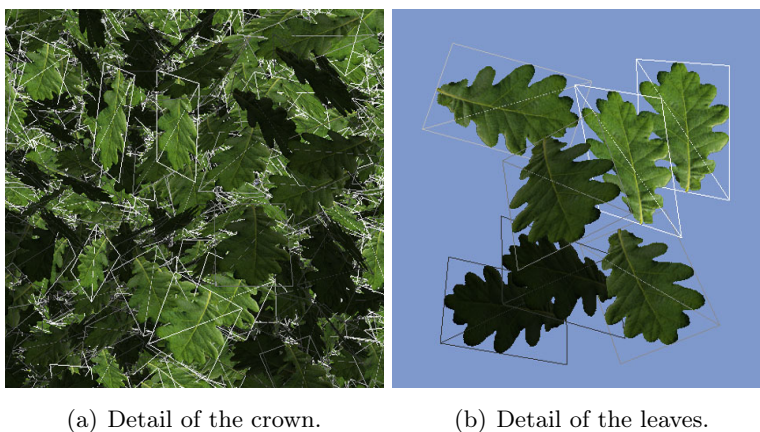 (a) Detail of the crown.
(b) Detail of the leaves.